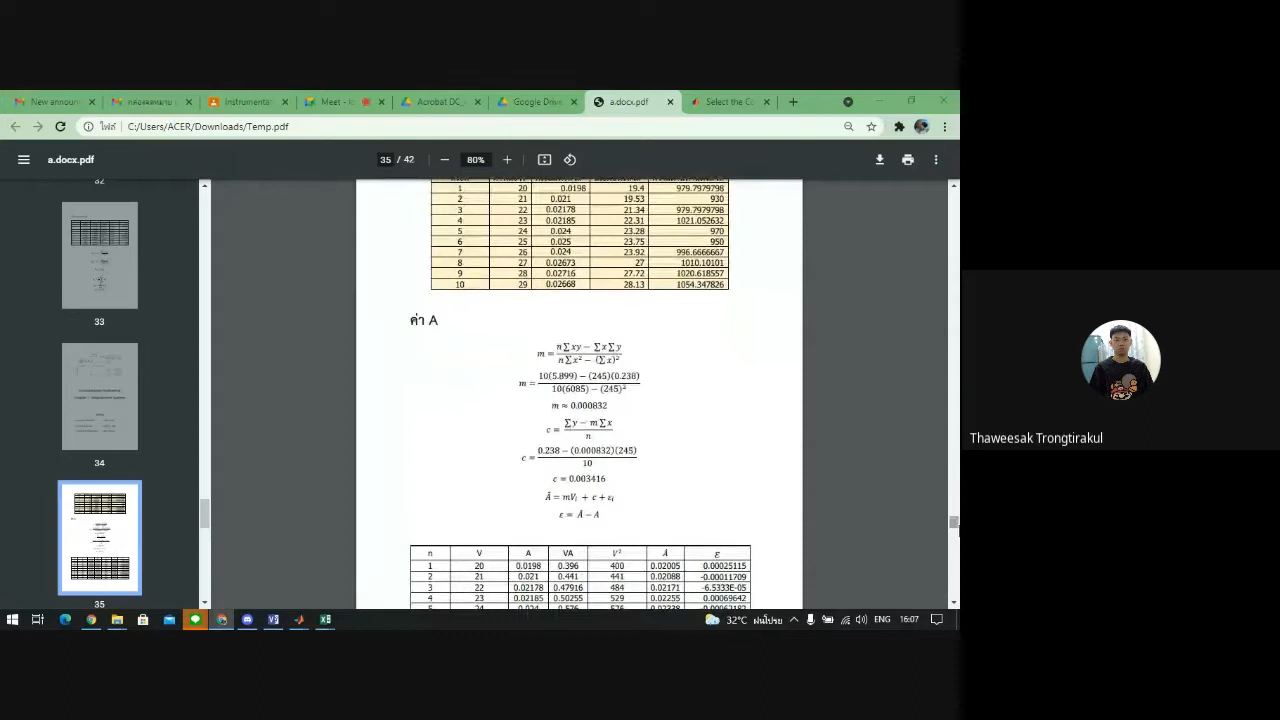 New announ
Instrumenta
Meet - Io
Acrobat DC_
Google Drive
a.docx.pdf
Select the Co
ไฟล์ C:/Users/ACER/Downloads/Temp.pdf
a.docx.pdf
35 / 42
80%
33
34
35
1 20 0.0198 19.4 979.7979798
2 21 0.021 19.53 930
3 22 0.02178 21.34 979.7979798
4 23 0.02185 22.31 1021.052632
5 24 0.024 23.28 970
6 25 0.025 23.75 950
7 26 0.024 23.92 996.6666667
8 27 0.02673 27 1010.10101
9 28 0.02716 27.72 1020.618557
10 29 0.02668 28.13 1054.347826
ค่า A
m = n∑xy − ∑x∑y / n∑x² − (∑x)²
m = 10(5.899) − (245)(0.238) / 10(6085) − (245)²
m ≈ 0.000832
c = ∑y − m∑x / n
c = 0.238 − (0.000832)(245) / 10
c = 0.003416
Â = mVᵢ + c + εᵢ
ε = Â − A
n V A VA V² Â ε
1 20 0.0198 0.396 400 0.02005 0.00025115
2 21 0.021 0.441 441 0.02088 -0.00011709
3 22 0.02178 0.47916 484 0.02171 -6.5333E-05
4 23 0.02185 0.50255 529 0.02255 0.00069642
Thaweesak Trongtirakul
32°C ฝนโปรย
ENG 16:07